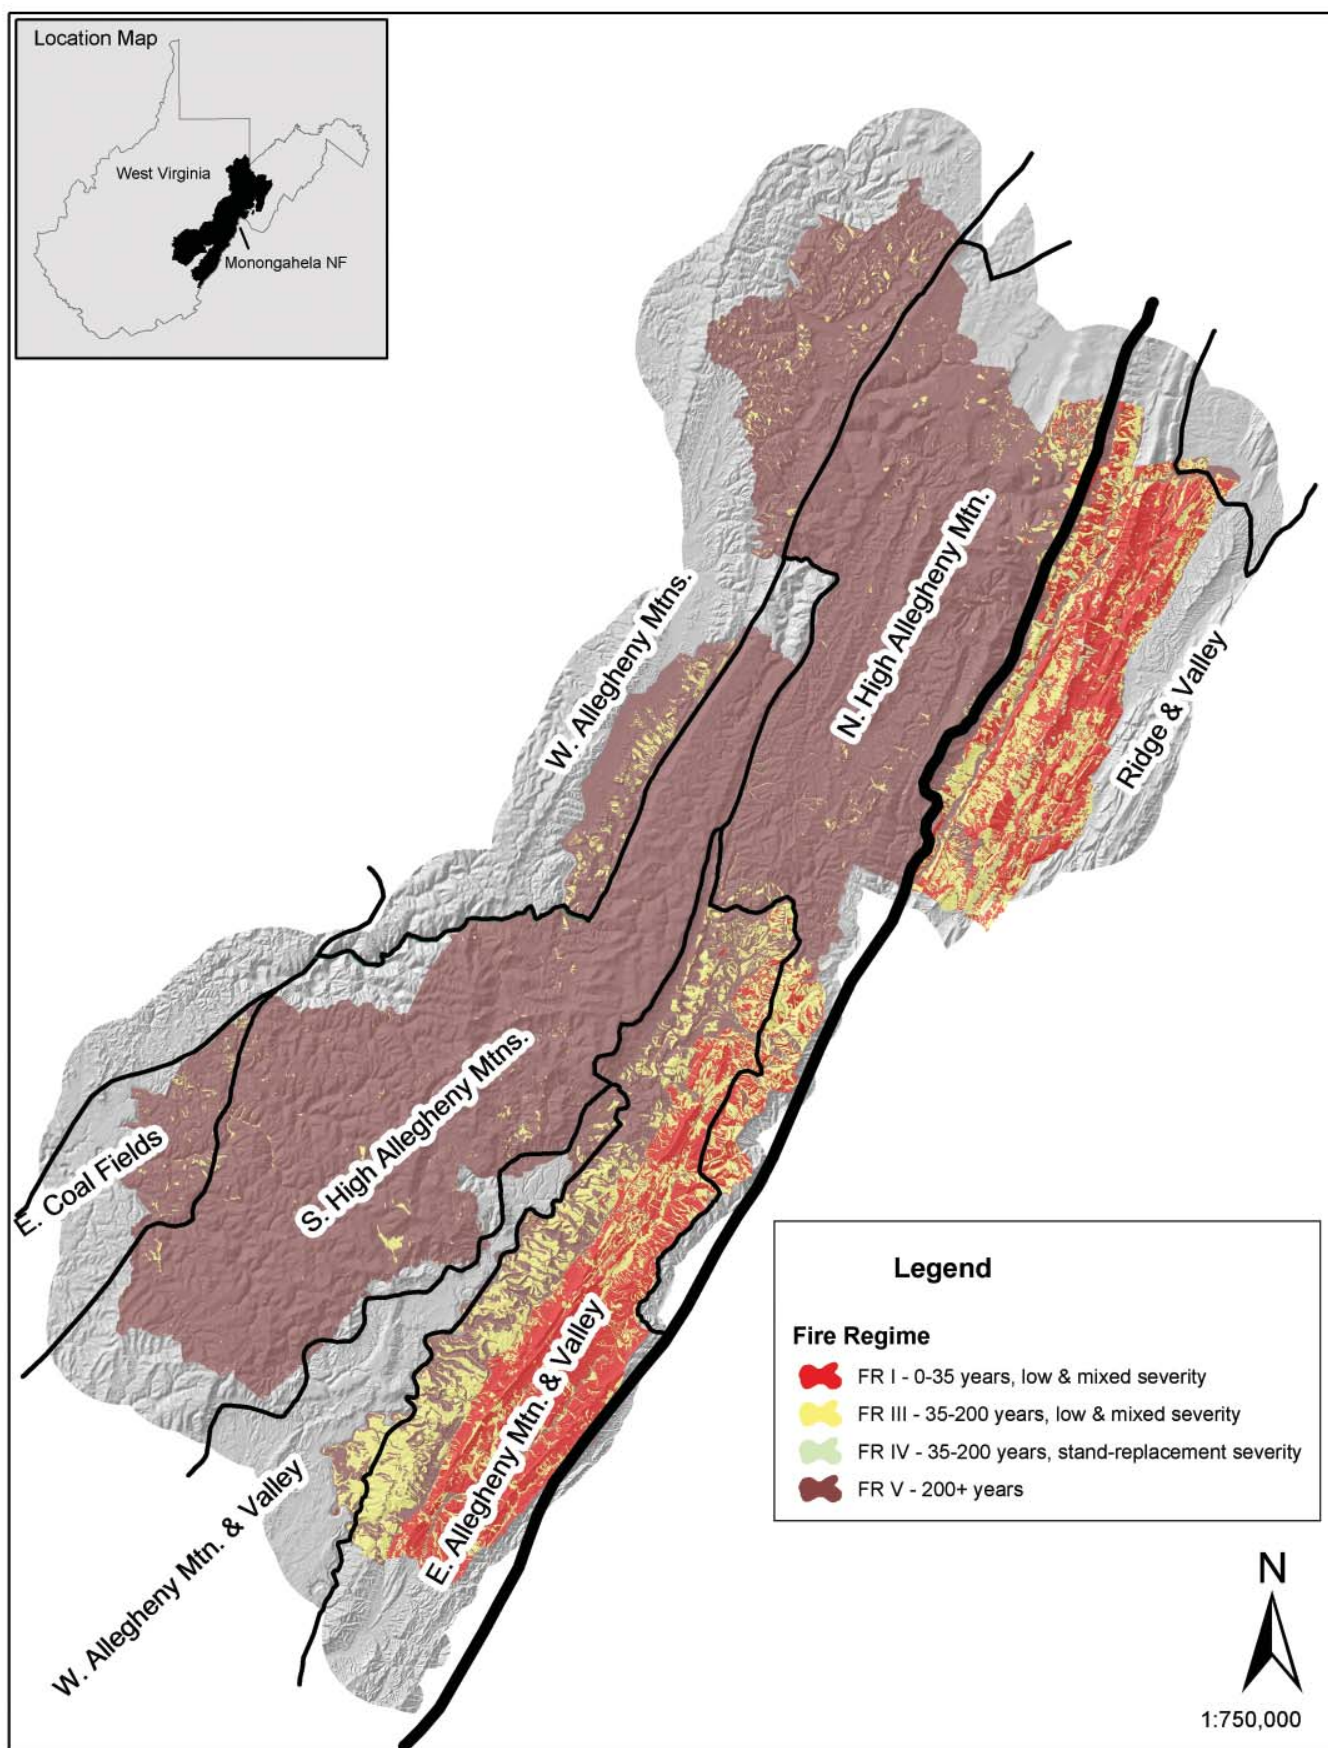 Location Map
West Virginia
Monongahela NF
N. High Allegheny Mtn.
W. Allegheny Mtns.
Ridge & Valley
S. High Allegheny Mtns.
E. Coal Fields
E. Allegheny Mtn. & Valley
W. Allegheny Mtn. & Valley
Legend
Fire Regime
FR I - 0-35 years, low & mixed severity
FR III - 35-200 years, low & mixed severity
FR IV - 35-200 years, stand-replacement severity
FR V - 200+ years
N
1:750,000